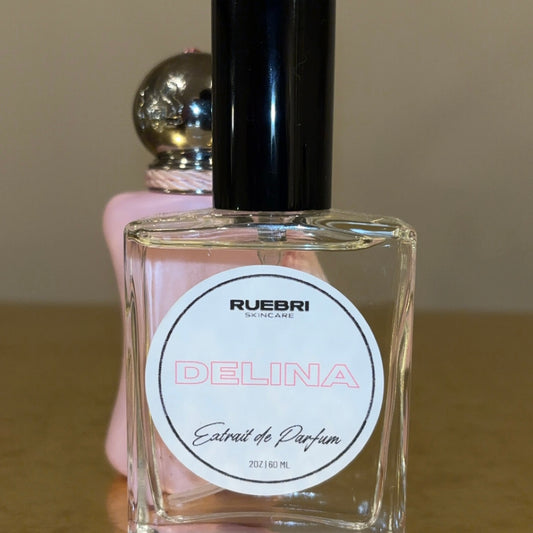 RUEBRI
SKINCARE
DELINA
Extrait de Parfum
2OZ | 60 ML